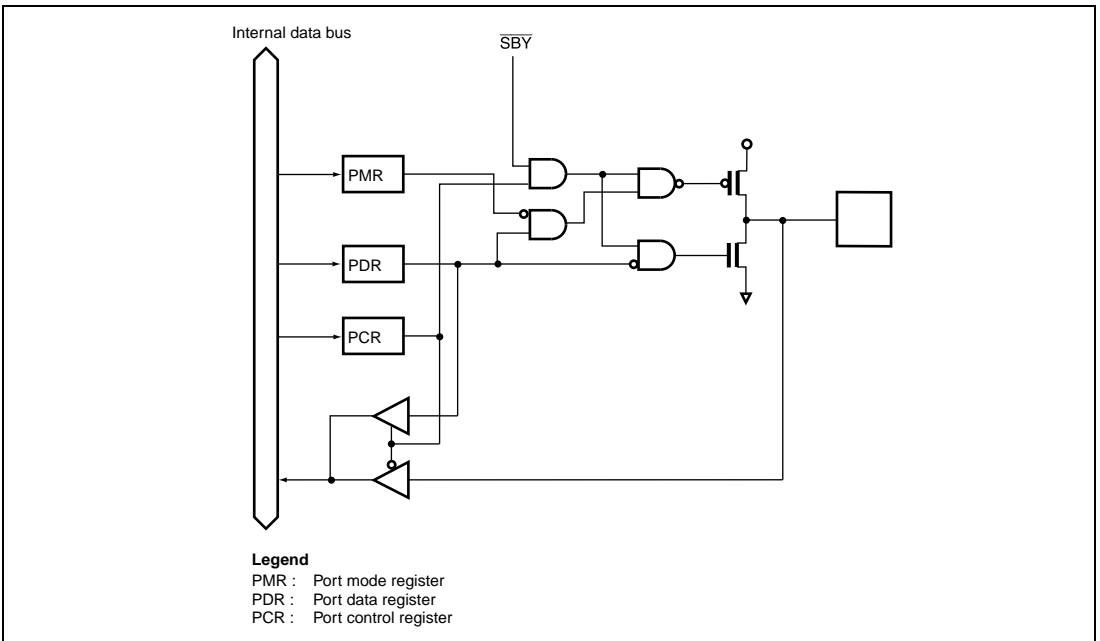 Internal data bus
SBY
PMR
PDR
PCR
Legend
PMR : Port mode register
PDR : Port data register
PCR : Port control register